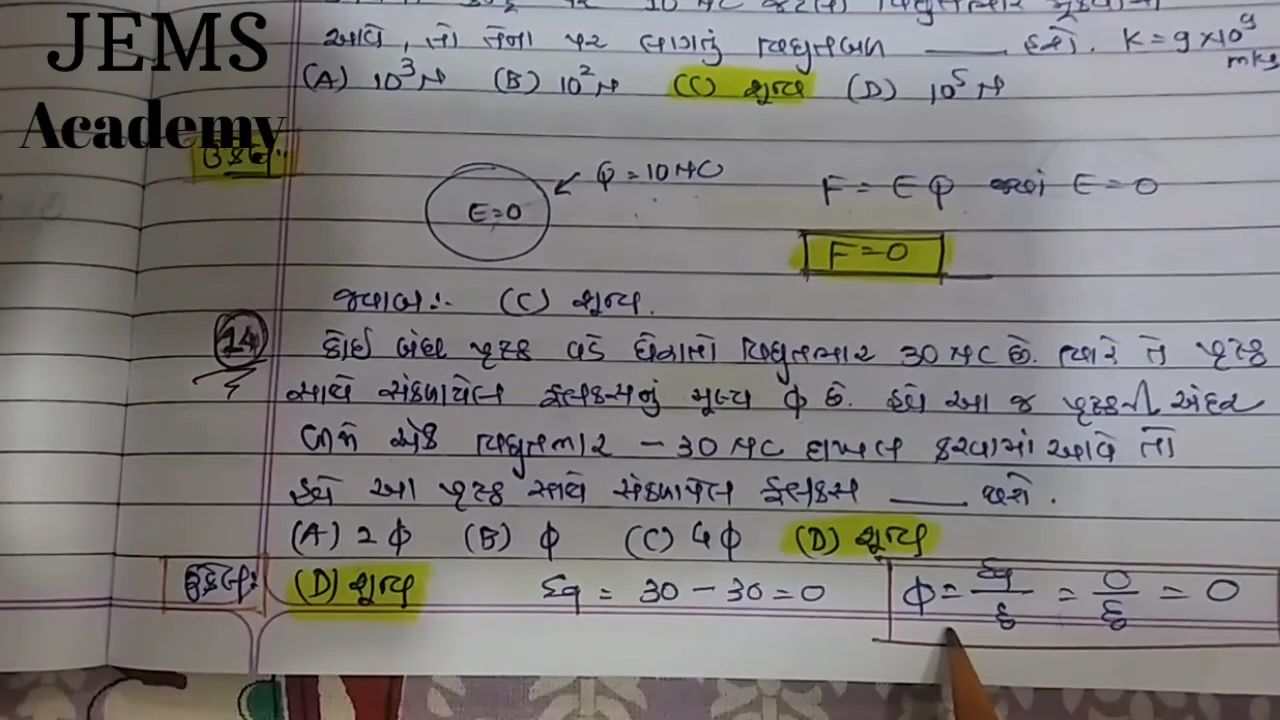 JEMS
Academy
આવે, તો તેના પર લાગતું વિદ્યુતબળ ____ હશે. K = 9 × 10⁹
(A) 10³ N (B) 10² N (C) શૂન્ય (D) 10⁵ N
ઉકેલ:-
E=0
Q = 10 μC
F = EQ જ્યાં E = 0
F = 0
જવાબ:- (C) શૂન્ય.
14
કોઈ બંધ પૃષ્ઠ વડે ઘેરાતો વિદ્યુતભાર 30 μC છે. ત્યારે તે પૃષ્ઠ
સાથે સંકળાયેલ ફ્લક્સનું મૂલ્ય ϕ છે. હવે આ જ પૃષ્ઠની અંદર
બીજો એક વિદ્યુતભાર - 30 μC દાખલ કરવામાં આવે તો
હવે આ પૃષ્ઠ સાથે સંકળાયેલ ફ્લક્સ ____ થશે.
(A) 2ϕ (B) ϕ (C) 4ϕ (D) શૂન્ય
ઉકેલ: (D) શૂન્ય Σq = 30 - 30 = 0 ϕ = Σq/ξ = 0/ξ = 0